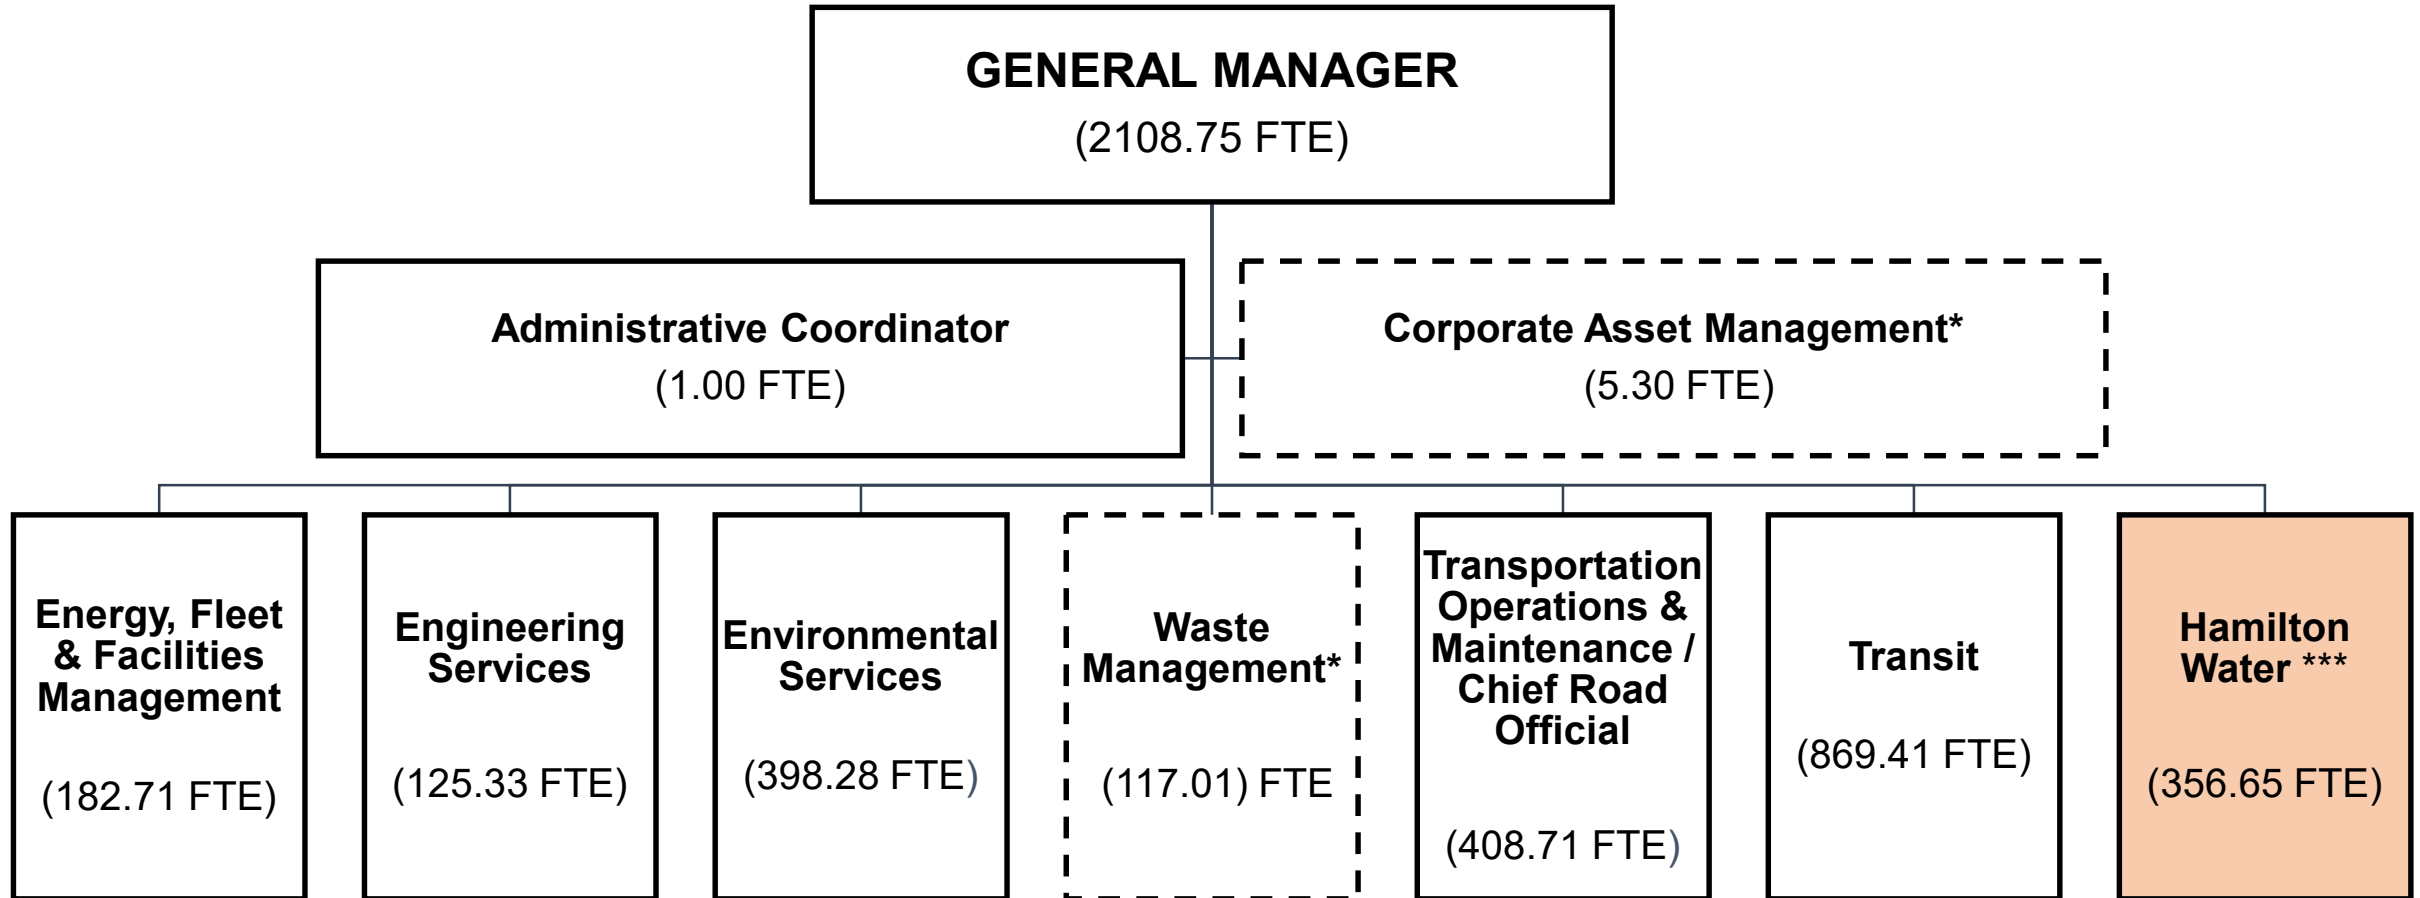 GENERAL MANAGER
(2108.75 FTE)
Administrative Coordinator
(1.00 FTE)
Corporate Asset Management*
(5.30 FTE)
Energy, Fleet
& Facilities
Management
(182.71 FTE)
Engineering
Services
(125.33 FTE)
Environmental
Services
(398.28 FTE)
Waste
Management*
(117.01) FTE
Transportation
Operations &
Maintenance /
Chief Road
Official
(408.71 FTE)
Transit
(869.41 FTE)
Hamilton
Water ***
(356.65 FTE)